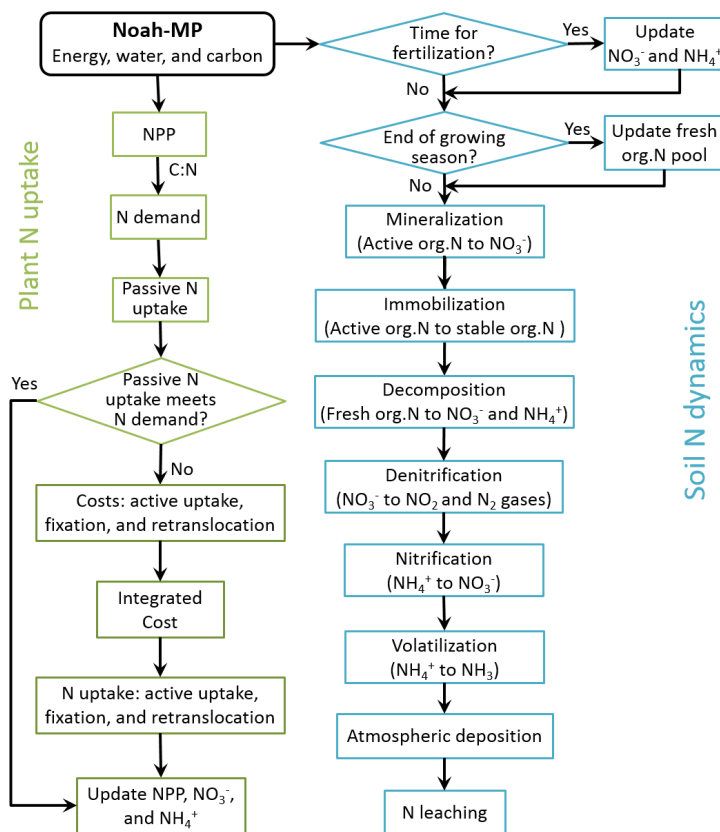 Noah-MP
Energy, water, and carbon
Time for
fertilization?
Yes
Update
NO₃⁻ and NH₄⁺
No
End of growing
season?
Yes
Update fresh
org.N pool
No
NPP
C:N
N demand
Passive N
uptake
Yes
Passive N
uptake meets
N demand?
No
Costs: active uptake,
fixation, and retranslocation
Integrated
Cost
N uptake: active uptake,
fixation, and retranslocation
Update NPP, NO₃⁻,
and NH₄⁺
Plant N uptake
Mineralization
(Active org.N to NO₃⁻)
Immobilization
(Active org.N to stable org.N )
Decomposition
(Fresh org.N to NO₃⁻ and NH₄⁺)
Denitrification
(NO₃⁻ to NO₂ and N₂ gases)
Nitrification
(NH₄⁺ to NO₃⁻)
Volatilization
(NH₄⁺ to NH₃)
Atmospheric deposition
N leaching
Soil N dynamics